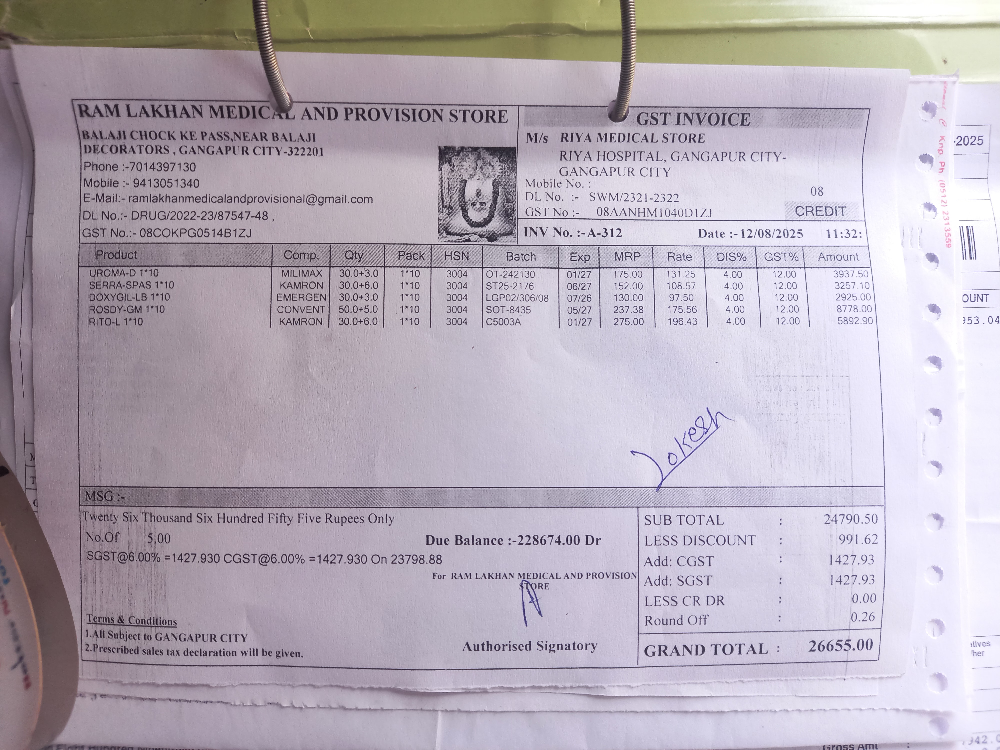 RAM LAKHAN MEDICAL AND PROVISION STORE
BALAJI CHOCK KE PASS,NEAR BALAJI
DECORATORS , GANGAPUR CITY-322201
Phone :-7014397130
Mobile :- 9413051340
E-Mail:- ramlakhanmedicalandprovisional@gmail.com
DL No.:- DRUG/2022-23/87547-48 ,
GST No.:- 08COKPG0514B1ZJ
GST INVOICE
M/s RIYA MEDICAL STORE
RIYA HOSPITAL, GANGAPUR CITY-
GANGAPUR CITY
Mobile No. :
DL No. :- SWM/2321-2322
08
GST No :- 08AANHM1040D1ZJ
CREDIT
INV No. :-A-312 Date :-12/08/2025 11:32:
Product Comp. Qty Pack HSN Batch Exp MRP Rate DIS% GST% Amount
UROMA-D 1*10 MILIMAX 30.0+3.0 1*10 3004 O1-242130 01/27 175.00 131.25 4.00 12.00 3937.50
SERRA-SPAS 1*10 KAMRON 30.0+6.0 1*10 3004 ST25-2176 06/27 152.00 108.57 4.00 12.00 3257.10
DOXYGIL-LB 1*10 EMERGEN 30.0+3.0 1*10 3004 LGP02/306/08 07/26 130.00 97.50 4.00 12.00 2925.00
ROSDY-GM 1*10 CONVENT 50.0+5.0 1*10 3004 SOT-8435 05/27 237.38 175.56 4.00 12.00 8778.00
RITO-L 1*10 KAMRON 30.0+6.0 1*10 3004 C5003A 01/27 275.00 196.43 4.00 12.00 5892.90
Lokesh
MSG :-
Twenty Six Thousand Six Hundred Fifty Five Rupees Only
No.Of 5.00
Due Balance :-228674.00 Dr
SGST@6.00% =1427.930 CGST@6.00% =1427.930 On 23798.88
For RAM LAKHAN MEDICAL AND PROVISION
STORE
Terms & Conditions
1.All Subject to GANGAPUR CITY
2.Prescribed sales tax declaration will be given.
Authorised Signatory
SUB TOTAL : 24790.50
LESS DISCOUNT : 991.62
Add: CGST : 1427.93
Add: SGST : 1427.93
LESS CR DR : 0.00
Round Off : 0.26
GRAND TOTAL : 26655.00
-2025
OUNT
953.04
Gross Amt